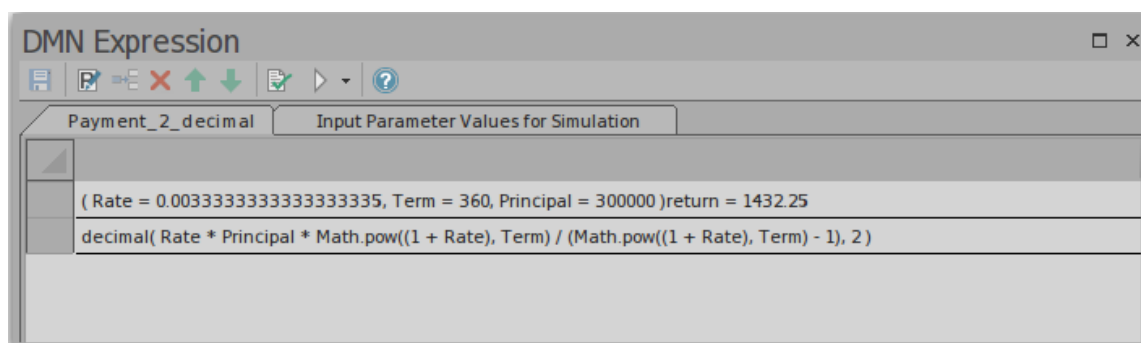 DMN Expression
Payment_2_decimal Input Parameter Values for Simulation
( Rate = 0.0033333333333333335, Term = 360, Principal = 300000 )return = 1432.25
decimal( Rate * Principal * Math.pow((1 + Rate), Term) / (Math.pow((1 + Rate), Term) - 1), 2 )